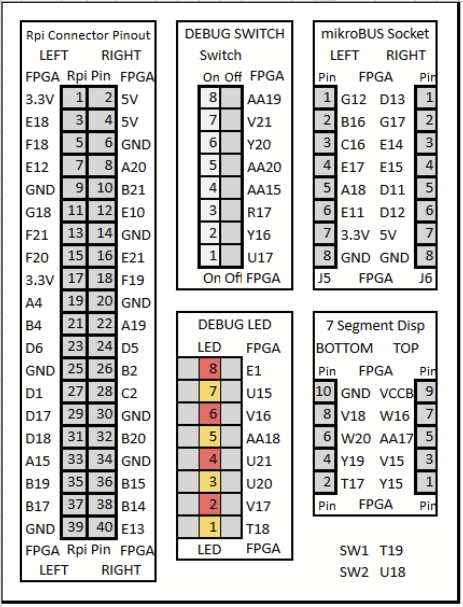 Rpi Connector Pinout
LEFT RIGHT
FPGA Rpi Pin FPGA
3.3V 1 2 5V
E18 3 4 5V
F18 5 6 GND
E12 7 8 A20
GND 9 10 B21
G18 11 12 E10
F21 13 14 GND
F20 15 16 E21
3.3V 17 18 F19
A4 19 20 GND
B4 21 22 A19
D6 23 24 D5
GND 25 26 B2
D1 27 28 C2
D17 29 30 GND
D18 31 32 B20
A15 33 34 GND
B19 35 36 B15
B17 37 38 B14
GND 39 40 E13
FPGA Rpi Pin FPGA
LEFT RIGHT
DEBUG SWITCH
Switch
On Off FPGA
8 AA19
7 V21
6 Y20
5 AA20
4 AA15
3 R17
2 Y16
1 U17
On Off FPGA
DEBUG LED
LED FPGA
8 E1
7 U15
6 V16
5 AA18
4 U21
3 U20
2 V17
1 T18
LED FPGA
mikroBUS Socket
LEFT RIGHT
Pin FPGA Pin
1 G12 D13 1
2 B16 G17 2
3 C16 E14 3
4 E17 E15 4
5 A18 D11 5
6 E11 D12 6
7 3.3V 5V 7
8 GND GND 8
J5 FPGA J6
7 Segment Disp
BOTTOM TOP
Pin FPGA Pin
10 GND VCCB 9
8 V18 W16 7
6 W20 AA17 5
4 Y19 V15 3
2 T17 Y15 1
Pin FPGA Pin
SW1 T19
SW2 U18